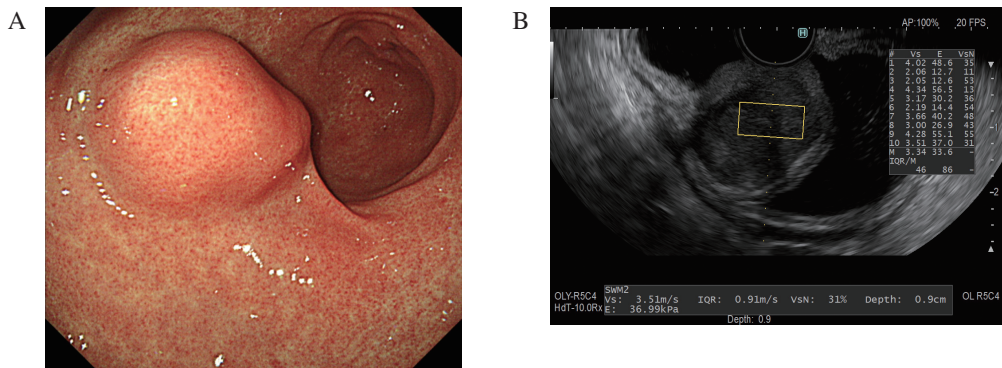 A
B
AP:100% 20 FPS
H
# Vs E VsN
1 4.02 48.6 35
2 2.06 12.7 11
3 2.05 12.6 53
4 4.34 56.5 13
5 3.17 30.2 36
6 2.19 14.4 54
7 3.66 40.2 48
8 3.00 26.9 43
9 4.28 55.1 55
10 3.51 37.0 31
M 3.34 33.6 -
IQR/M
46 86 -
-1
-2
SWM2
OLY-R5C4 Vs: 3.51m/s IQR: 0.91m/s VsN: 31% Depth: 0.9cm OL R5C4
HdT-10.0Rx E: 36.99kPa
Depth: 0.9